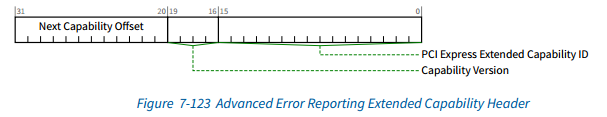 31 20 19 16 15 0
Next Capability Offset
PCI Express Extended Capability ID
Capability Version
Figure 7-123 Advanced Error Reporting Extended Capability Header